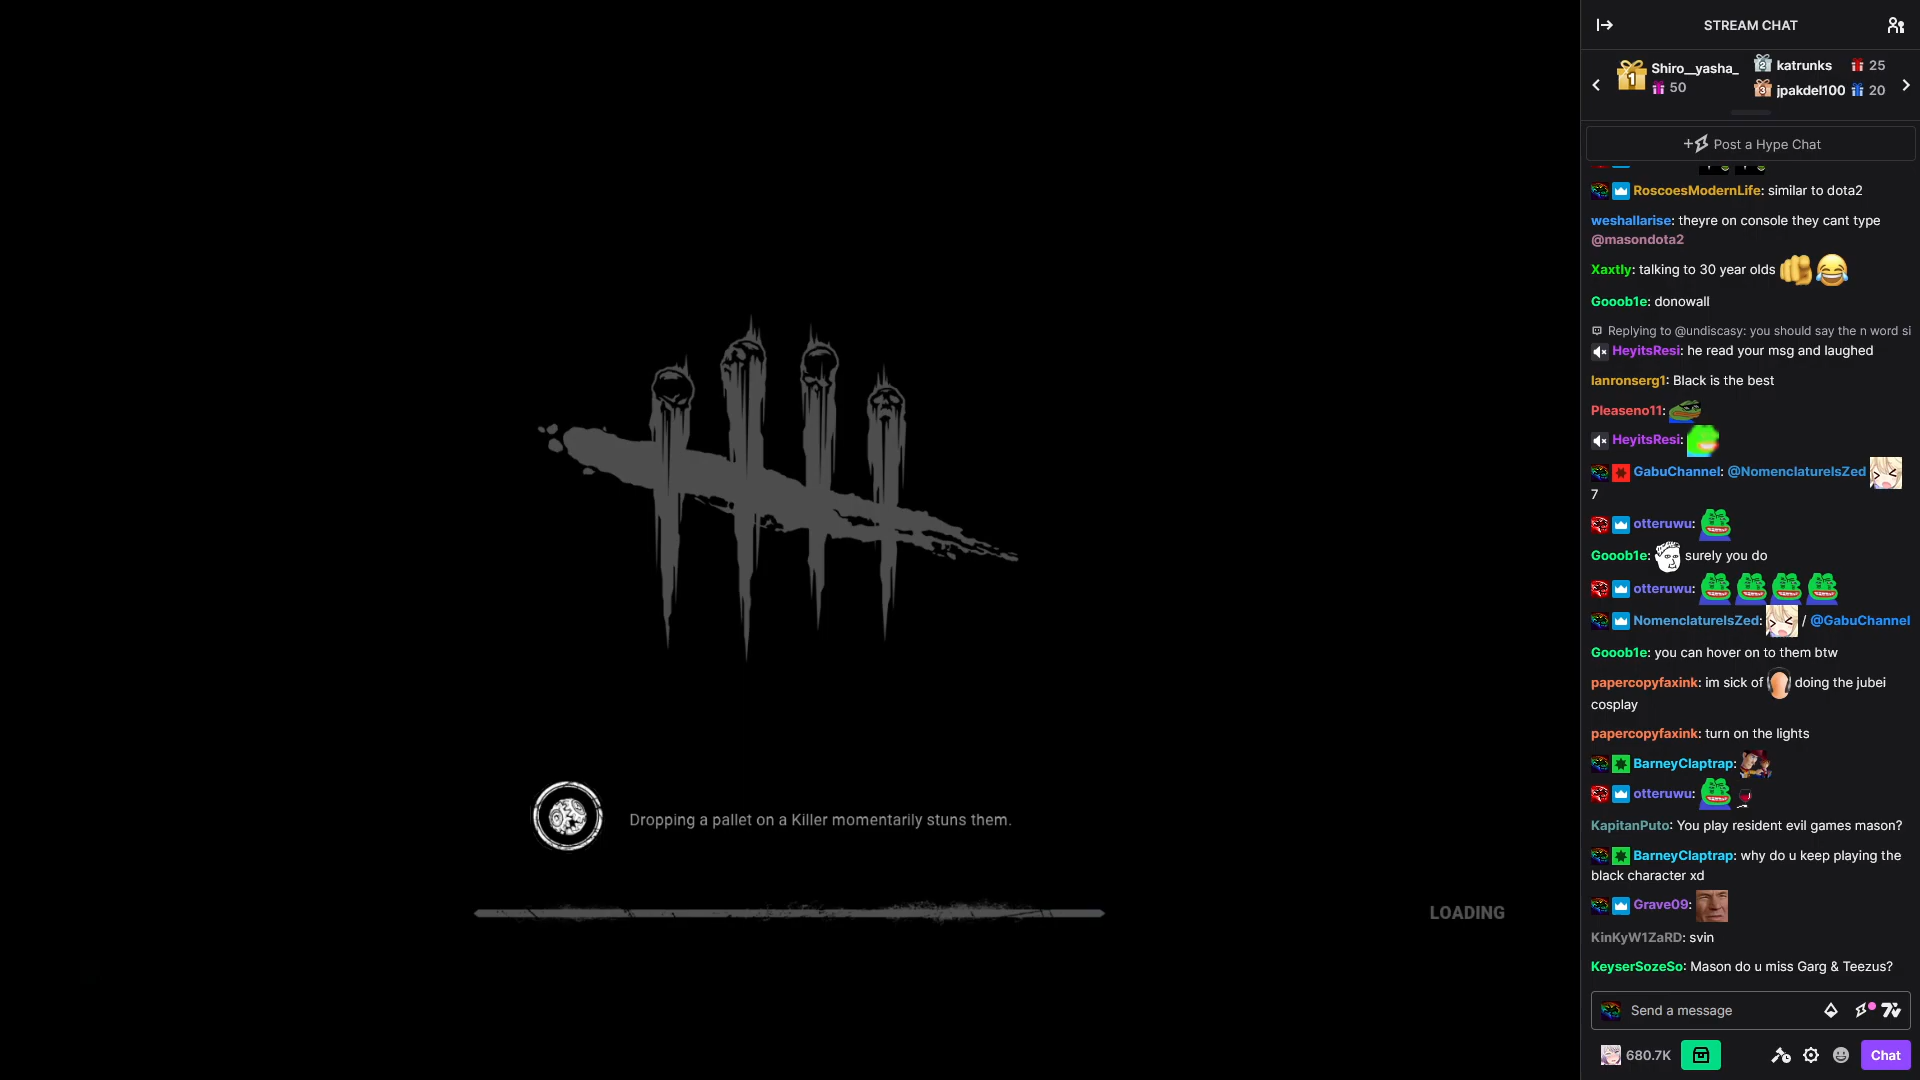 STREAM CHAT
Shiro__yasha_
50
katrunks 25
jpakdel100 20
Post a Hype Chat
RoscoesModernLife: similar to dota2
weshallarise: theyre on console they cant type
@masondota2
Xaxtly: talking to 30 year olds
Gooob1e: donowall
Replying to @undiscasy: you should say the n word si
HeyitsResi: he read your msg and laughed
lanronserg1: Black is the best
Pleaseno11:
HeyitsResi:
GabuChannel: @NomenclatureIsZed
7
otteruwu:
Gooob1e: surely you do
otteruwu:
NomenclatureIsZed: / @GabuChannel
Gooob1e: you can hover on to them btw
papercopyfaxink: im sick of doing the jubei
cosplay
papercopyfaxink: turn on the lights
BarneyClaptrap:
otteruwu:
KapitanPuto: You play resident evil games mason?
BarneyClaptrap: why do u keep playing the
black character xd
Grave09:
KinKyW1ZaRD: svin
KeyserSozeSo: Mason do u miss Garg & Teezus?
Send a message
680.7K
Chat
Dropping a pallet on a Killer momentarily stuns them.
LOADING